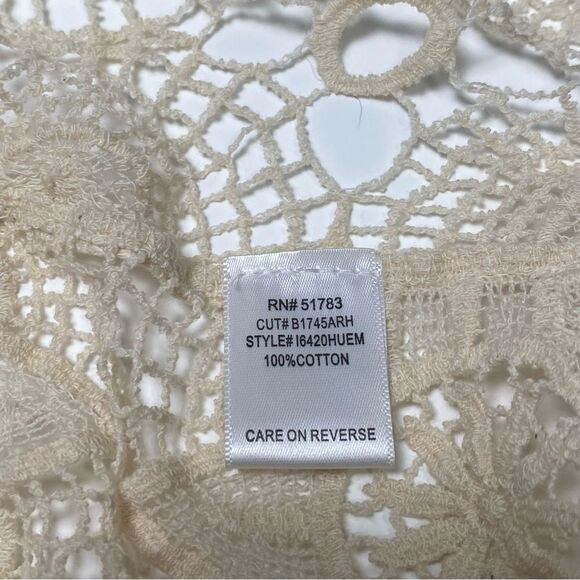 RN# 51783
CUT# B1745ARH
STYLE# I6420HUEM
100%COTTON
CARE ON REVERSE